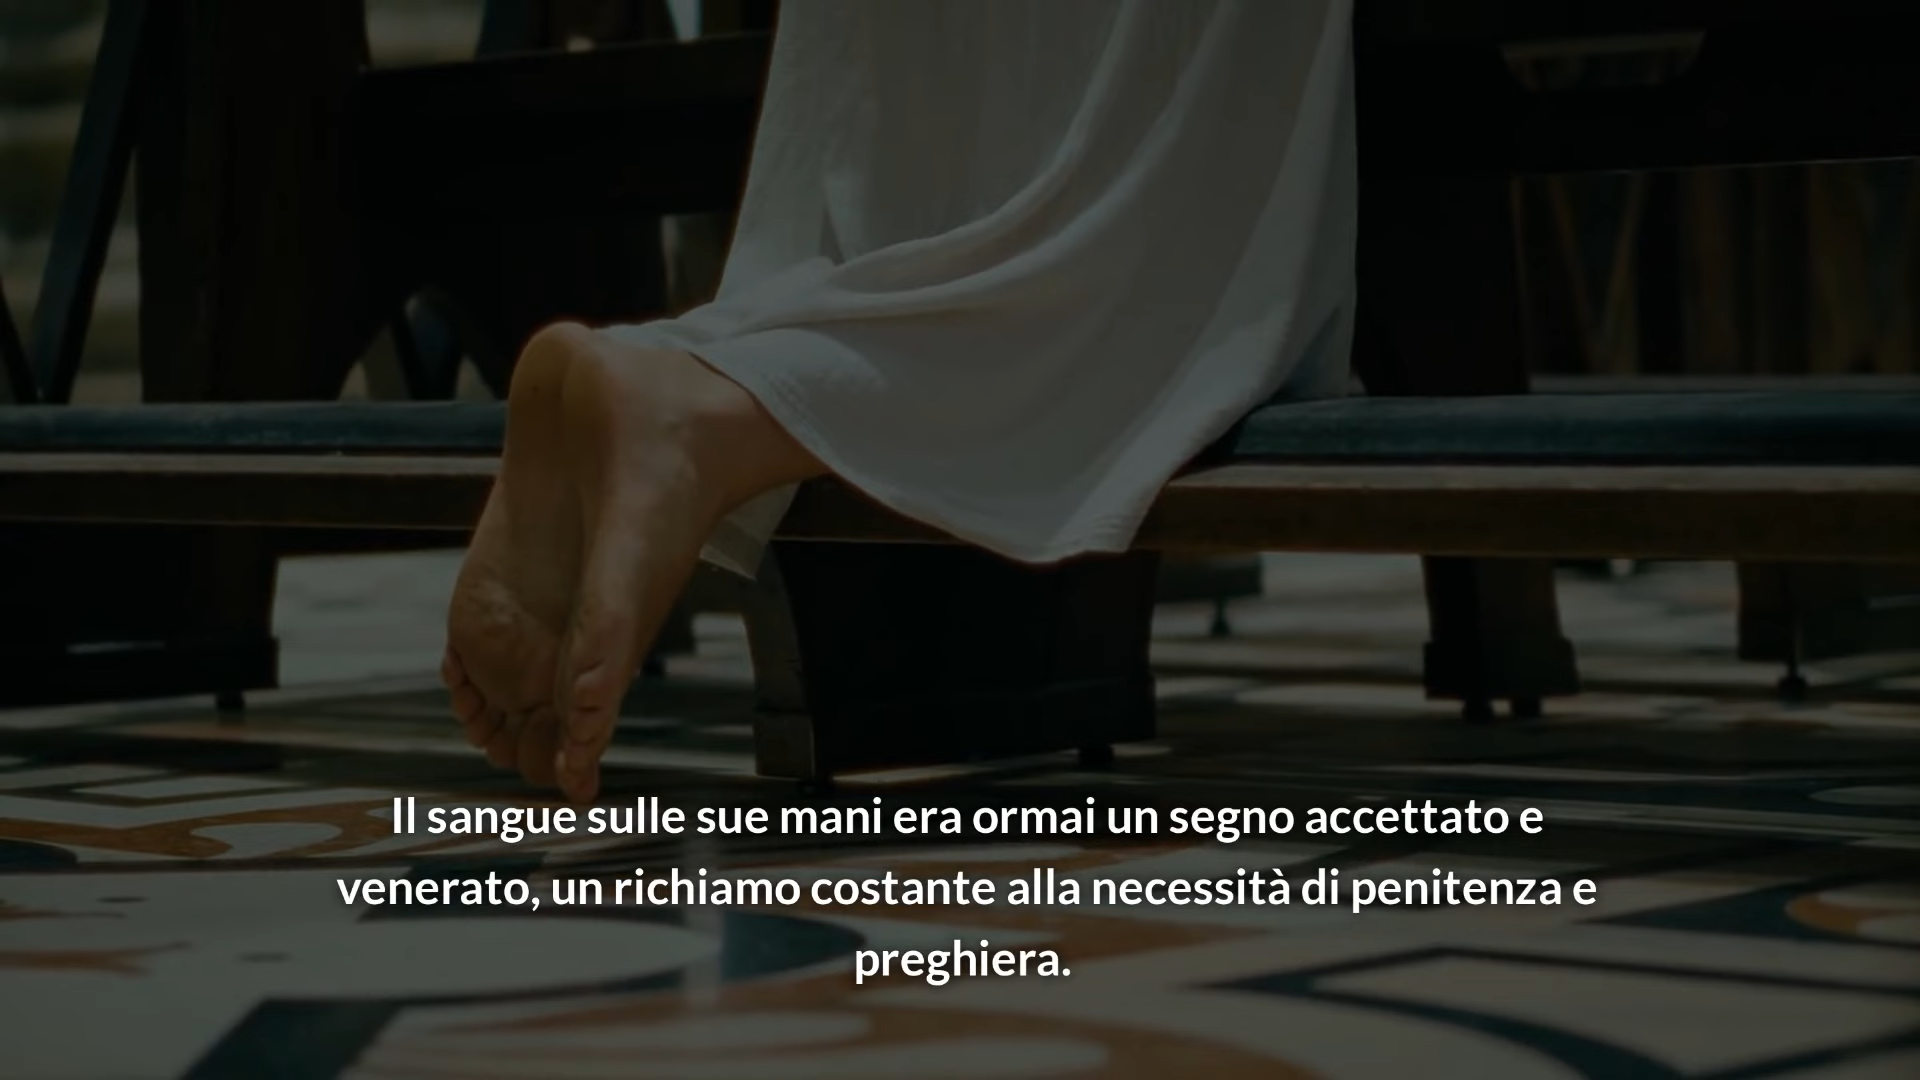 Il sangue sulle sue mani era ormai un segno accettato e
venerato, un richiamo costante alla necessità di penitenza e
preghiera.